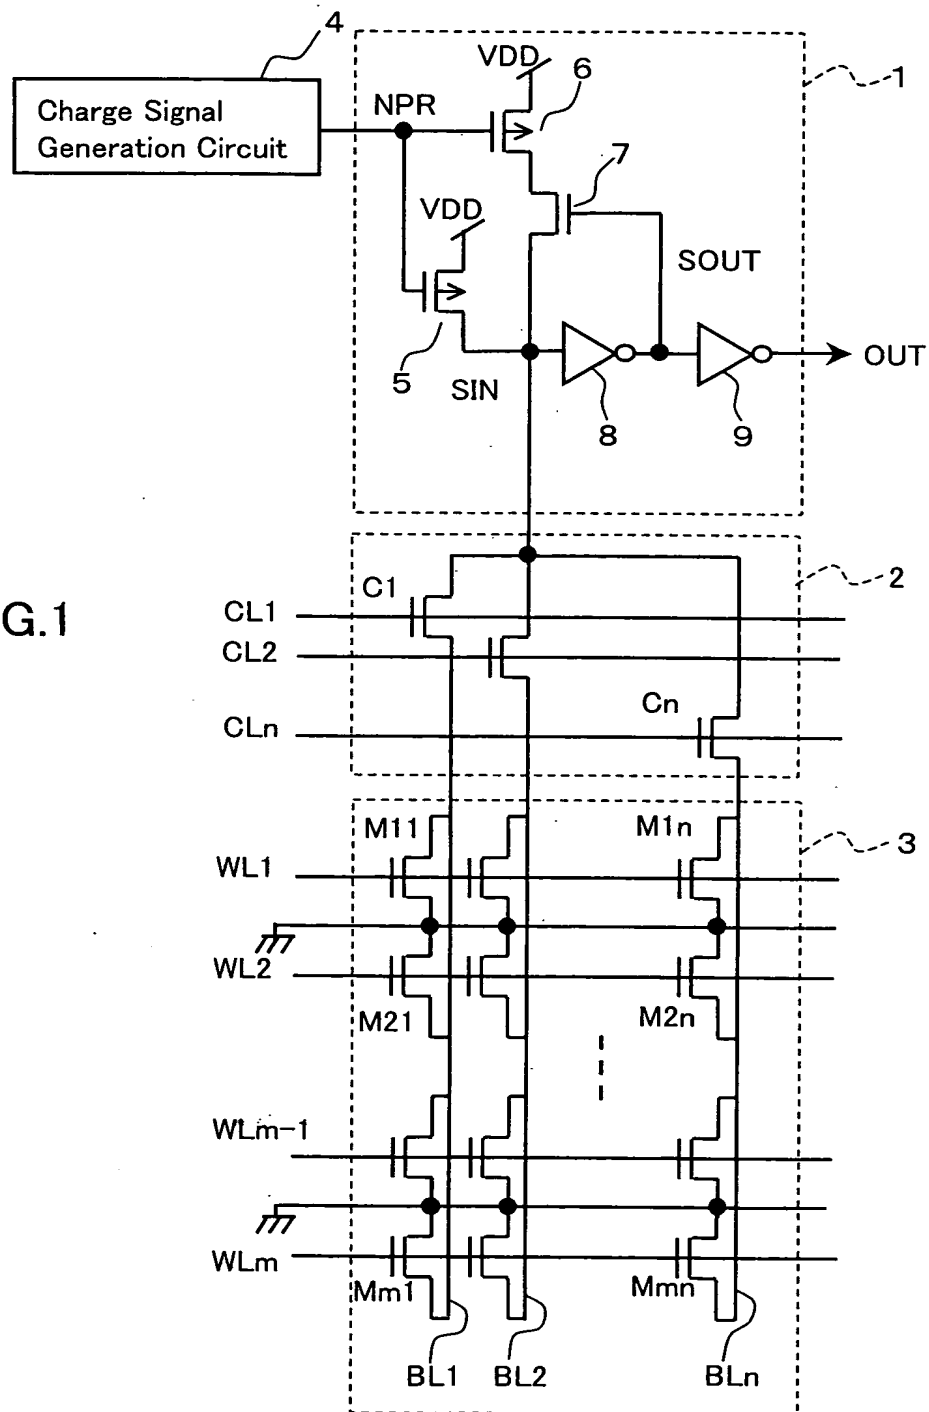 4
VDD
6
1
Charge Signal
Generation Circuit
NPR
7
VDD
SOUT
OUT
5
SIN
8
9
2
C1
G.1
CL1
CL2
Cn
CLn
M11
M1n
3
WL1
WL2
M21
M2n
WLm-1
WLm
Mm1
Mmn
BL1
BL2
BLn